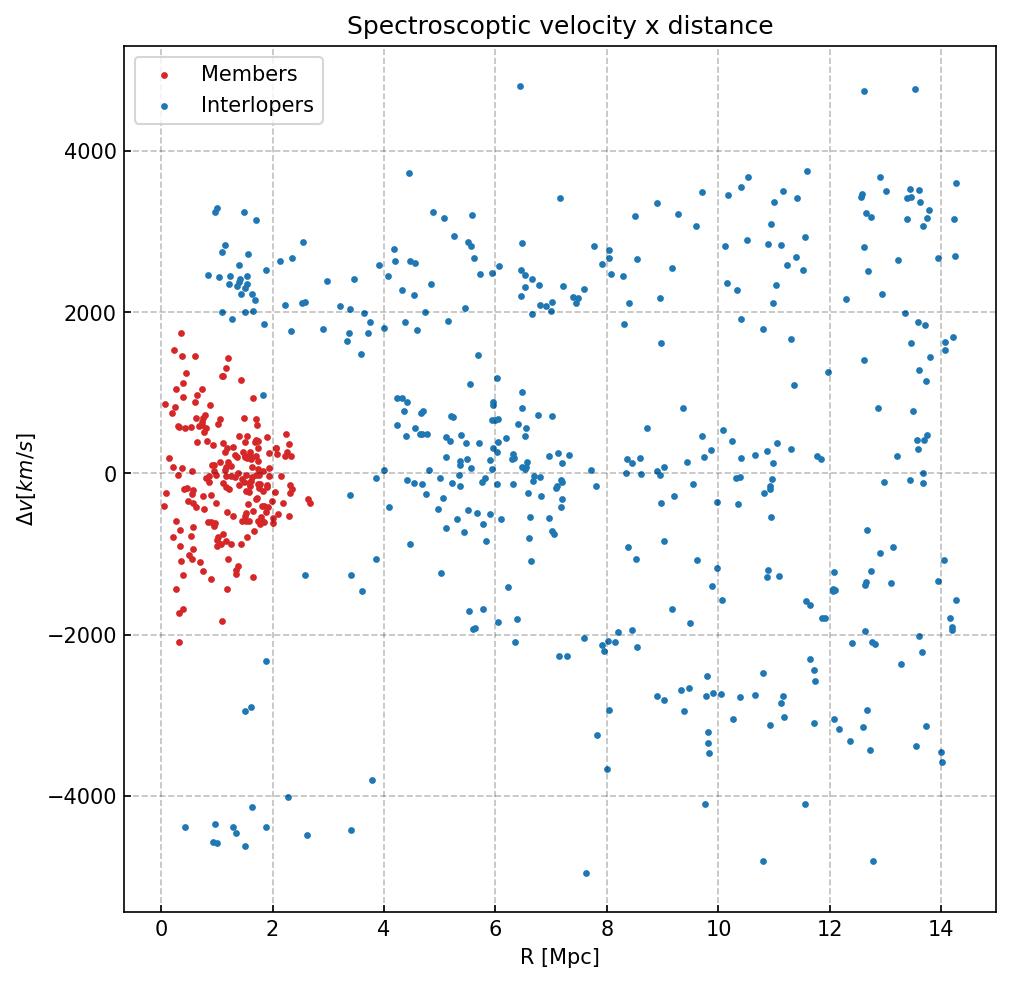 Spectroscoptic velocity x distance
Members
Interlopers
4000
2000
0
−2000
−4000
Δv[km/s]
0 2 4 6 8 10 12 14
R [Mpc]